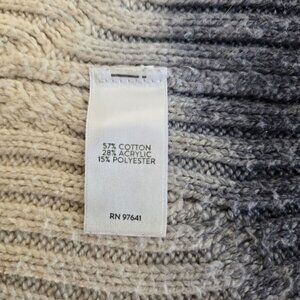 57% COTTON
28% ACRYLIC
15% POLYESTER
RN 97641